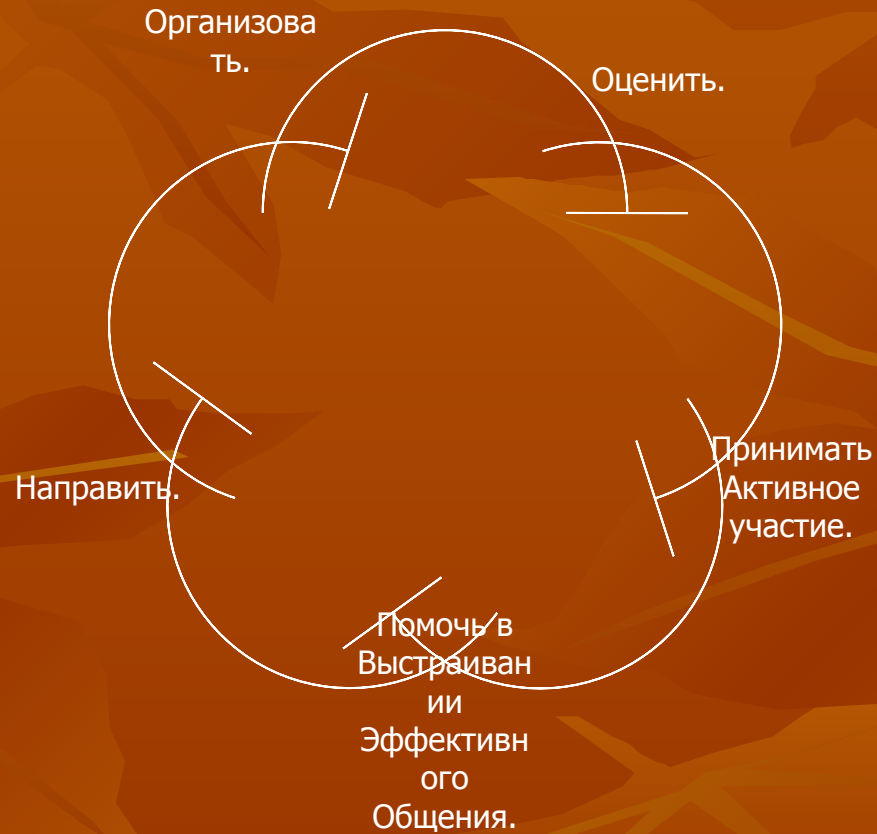 Организова
ть.
Оценить.
Принимать
Активное
участие.
Направить.
Помочь в
Выстраиван
ии
Эффективн
ого
Общения.